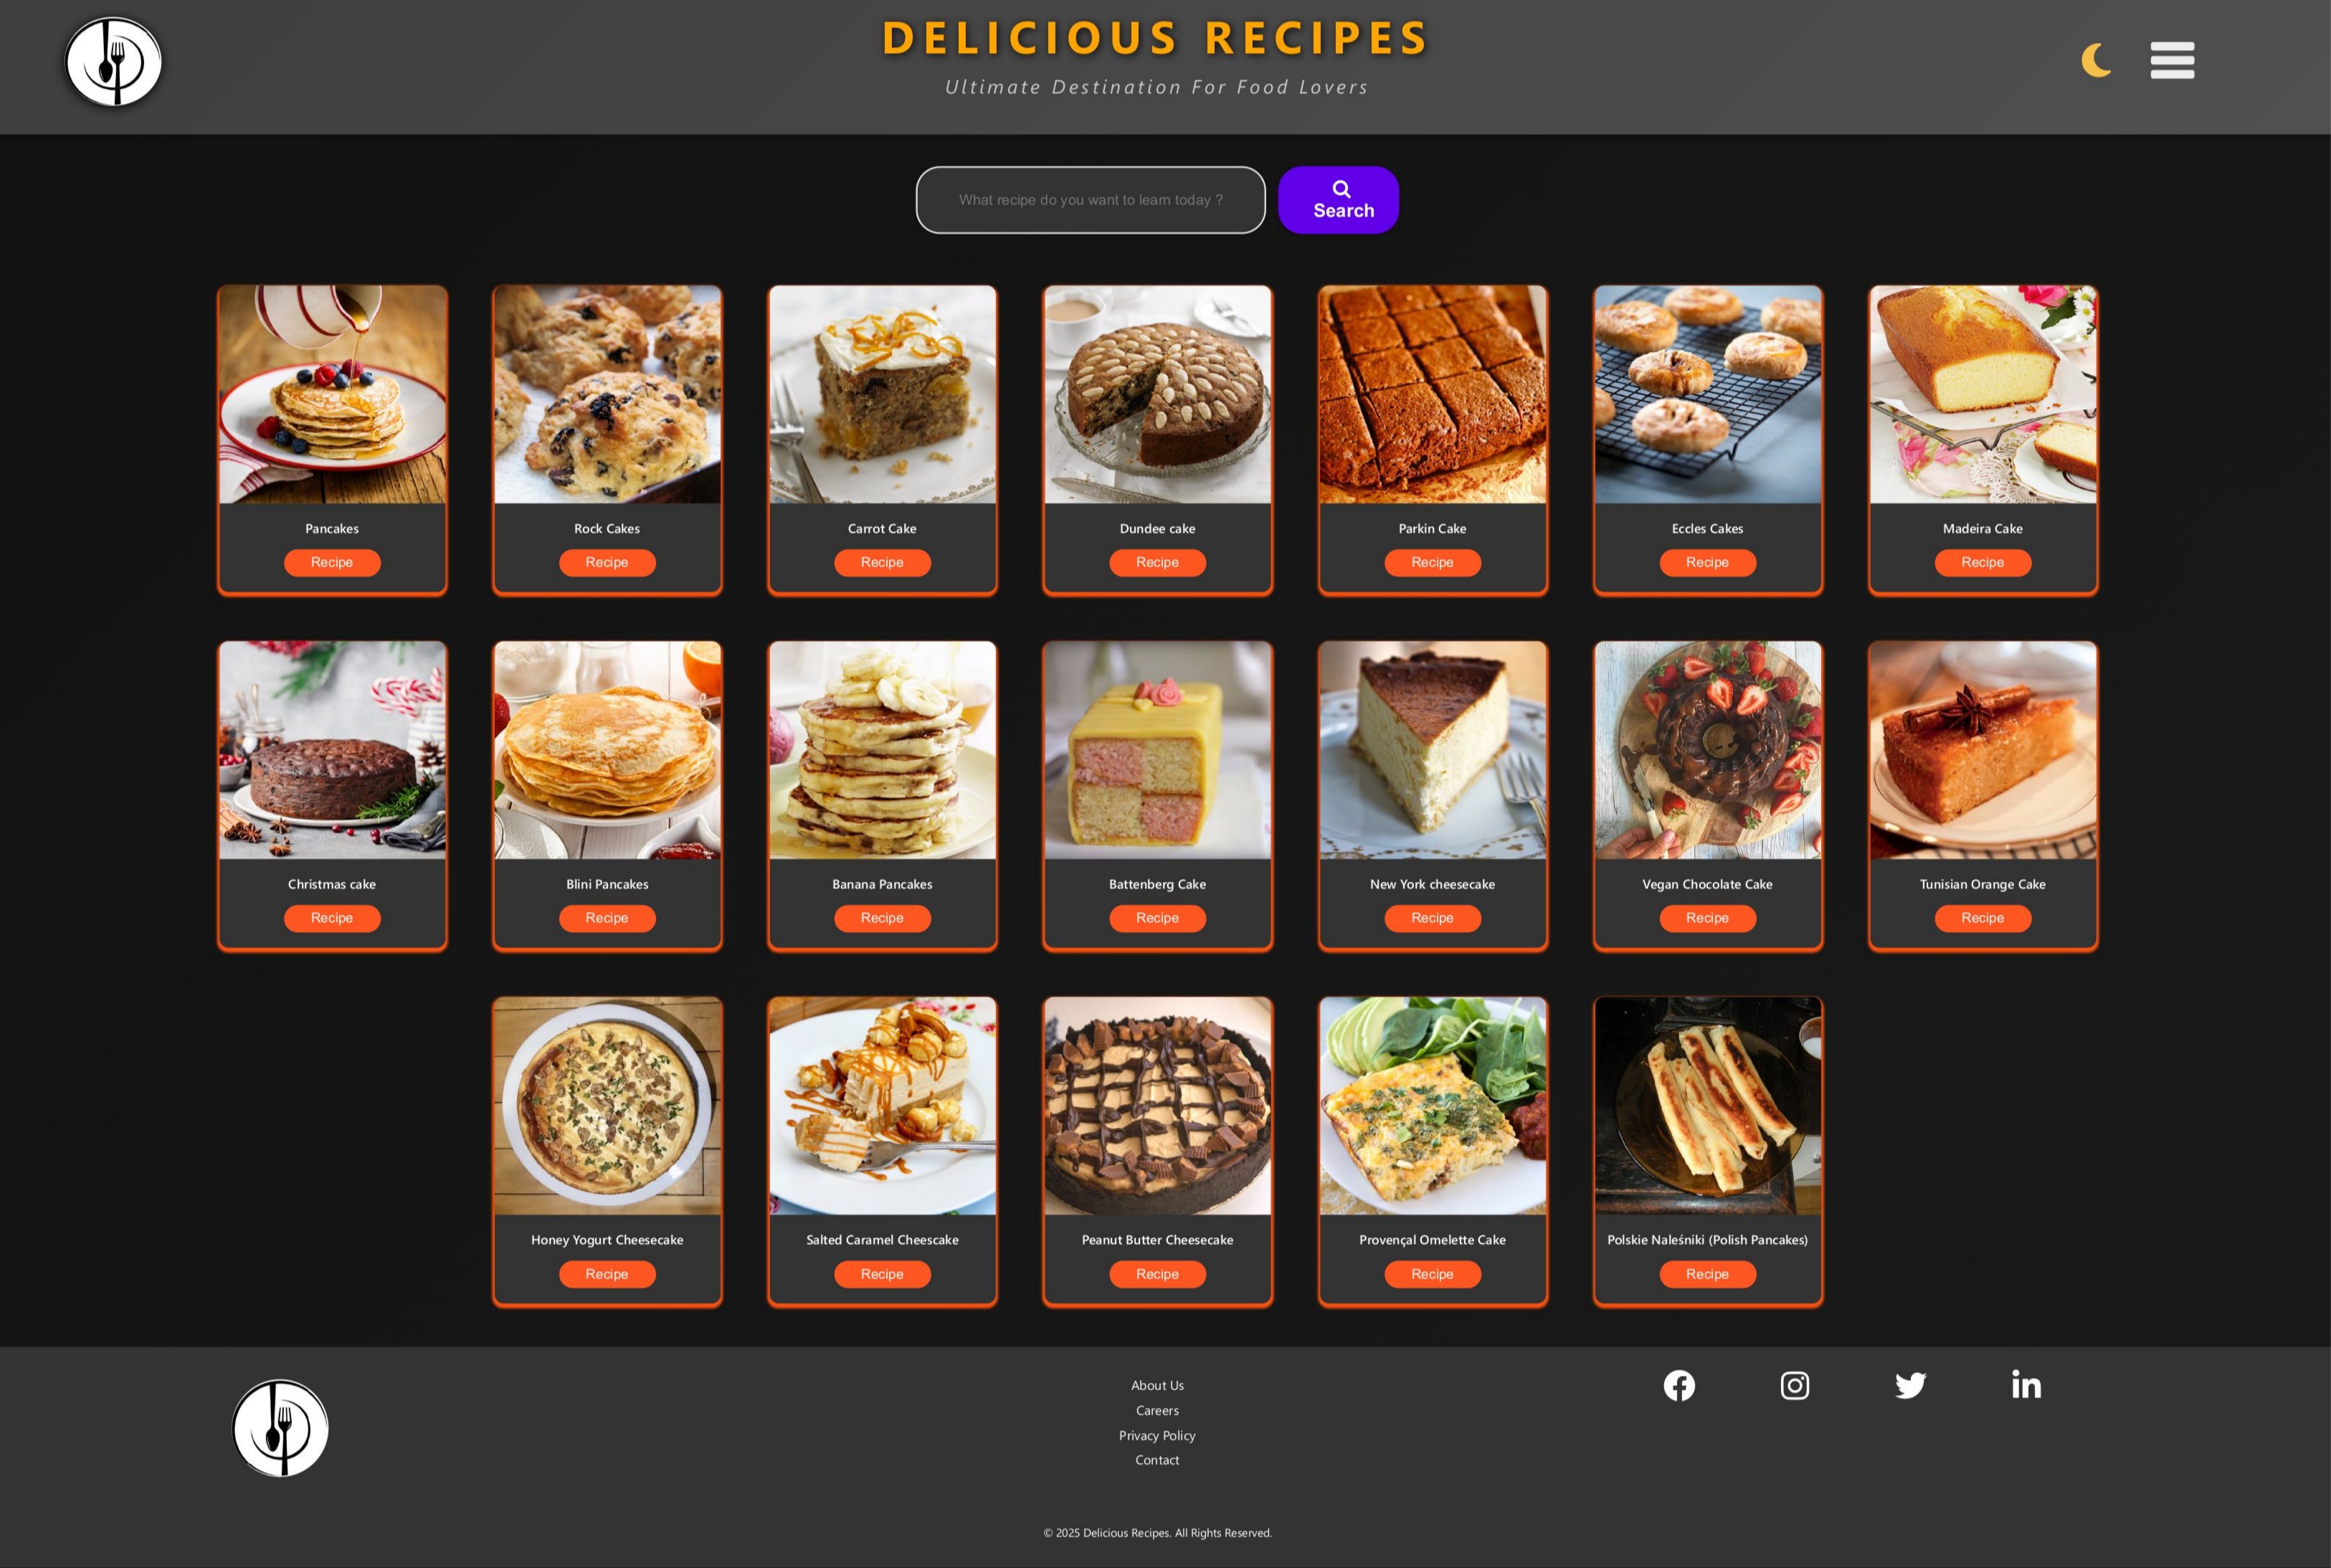 DELICIOUS RECIPES
Ultimate Destination For Food Lovers
What recipe do you want to learn today ?
Search
Pancakes
Recipe
Rock Cakes
Recipe
Carrot Cake
Recipe
Dundee cake
Recipe
Parkin Cake
Recipe
Eccles Cakes
Recipe
Madeira Cake
Recipe
Christmas cake
Recipe
Blini Pancakes
Recipe
Banana Pancakes
Recipe
Battenberg Cake
Recipe
New York cheesecake
Recipe
Vegan Chocolate Cake
Recipe
Tunisian Orange Cake
Recipe
Honey Yogurt Cheesecake
Recipe
Salted Caramel Cheescake
Recipe
Peanut Butter Cheesecake
Recipe
Provençal Omelette Cake
Recipe
Polskie Naleśniki (Polish Pancakes)
Recipe
About Us
Careers
Privacy Policy
Contact
© 2025 Delicious Recipes. All Rights Reserved.